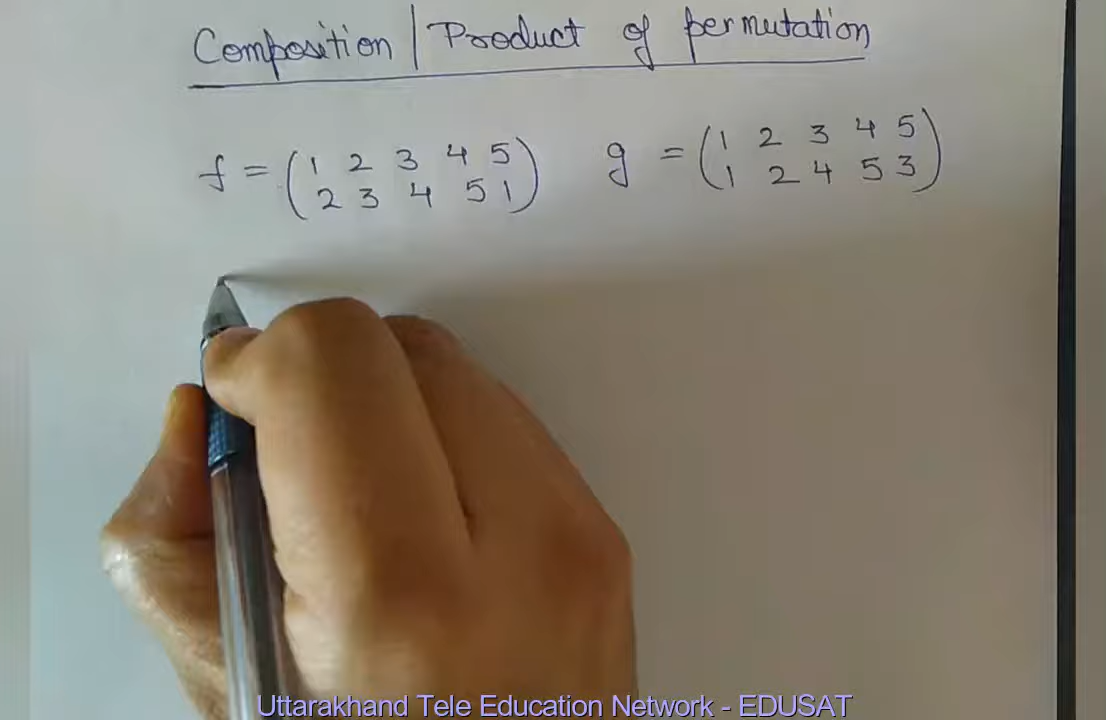 Composition | Product of permutation
f = (1 2 3 4 5) g = (1 2 3 4 5)
(2 3 4 5 1) (1 2 4 5 3)
Uttarakhand Tele Education Network - EDUSAT